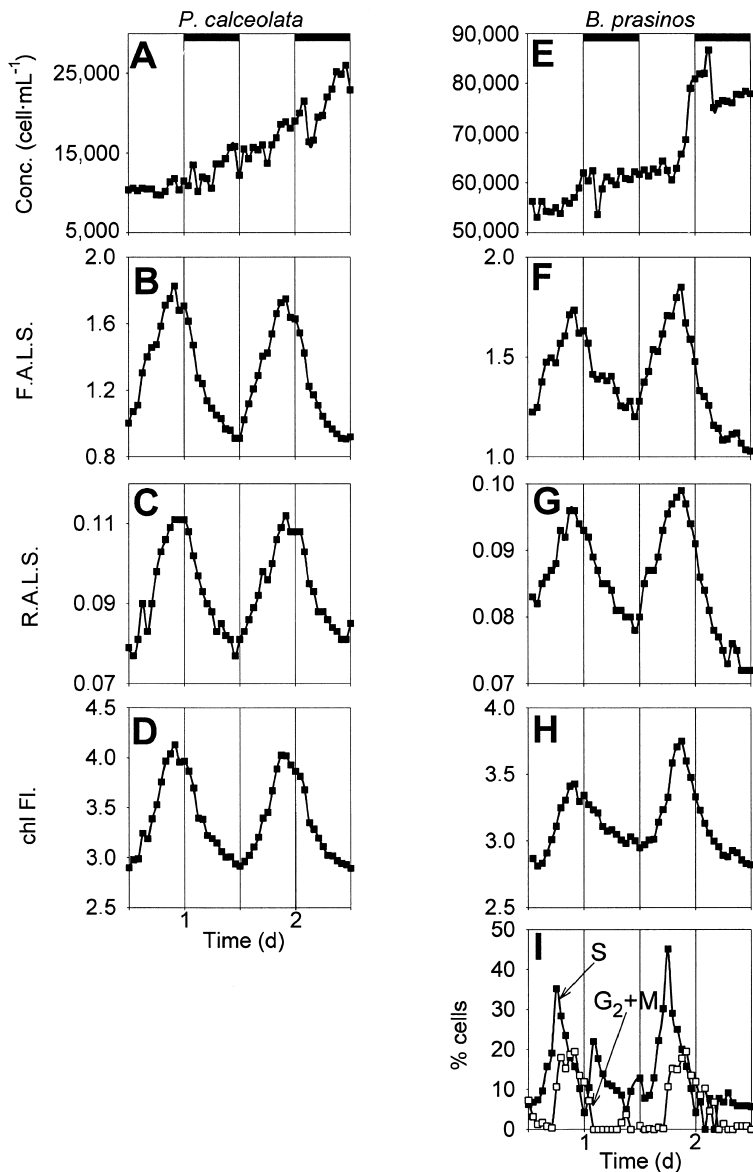 P. calceolata
B. prasinos
A
Conc. (cell·mL⁻¹)
25,000
15,000
5,000
E
90,000
80,000
70,000
60,000
50,000
B
F.A.L.S.
2.0
1.6
1.2
0.8
F
2.0
1.5
1.0
C
R.A.L.S.
0.11
0.09
0.07
G
0.10
0.09
0.08
0.07
D
chl Fl.
4.5
4.0
3.5
3.0
2.5
1
2
Time (d)
H
4.0
3.5
3.0
2.5
I
S
G₂+M
% cells
50
40
30
20
10
0
1
2
Time (d)